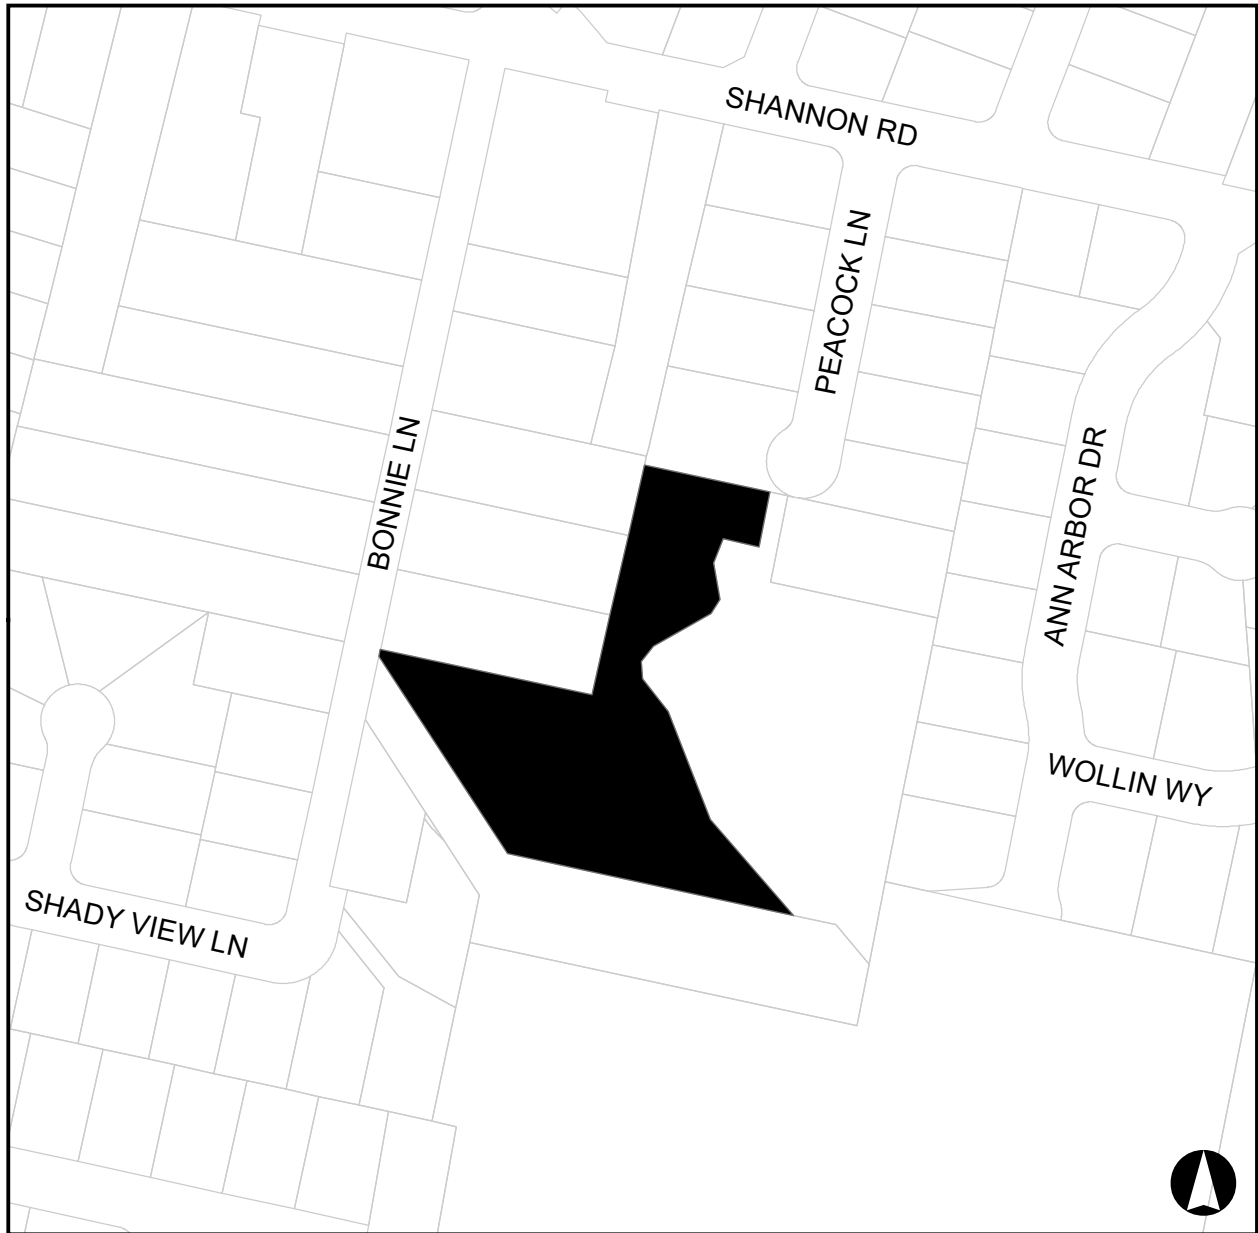 SHANNON RD
PEACOCK LN
BONNIE LN
ANN ARBOR DR
WOLLIN WY
SHADY VIEW LN